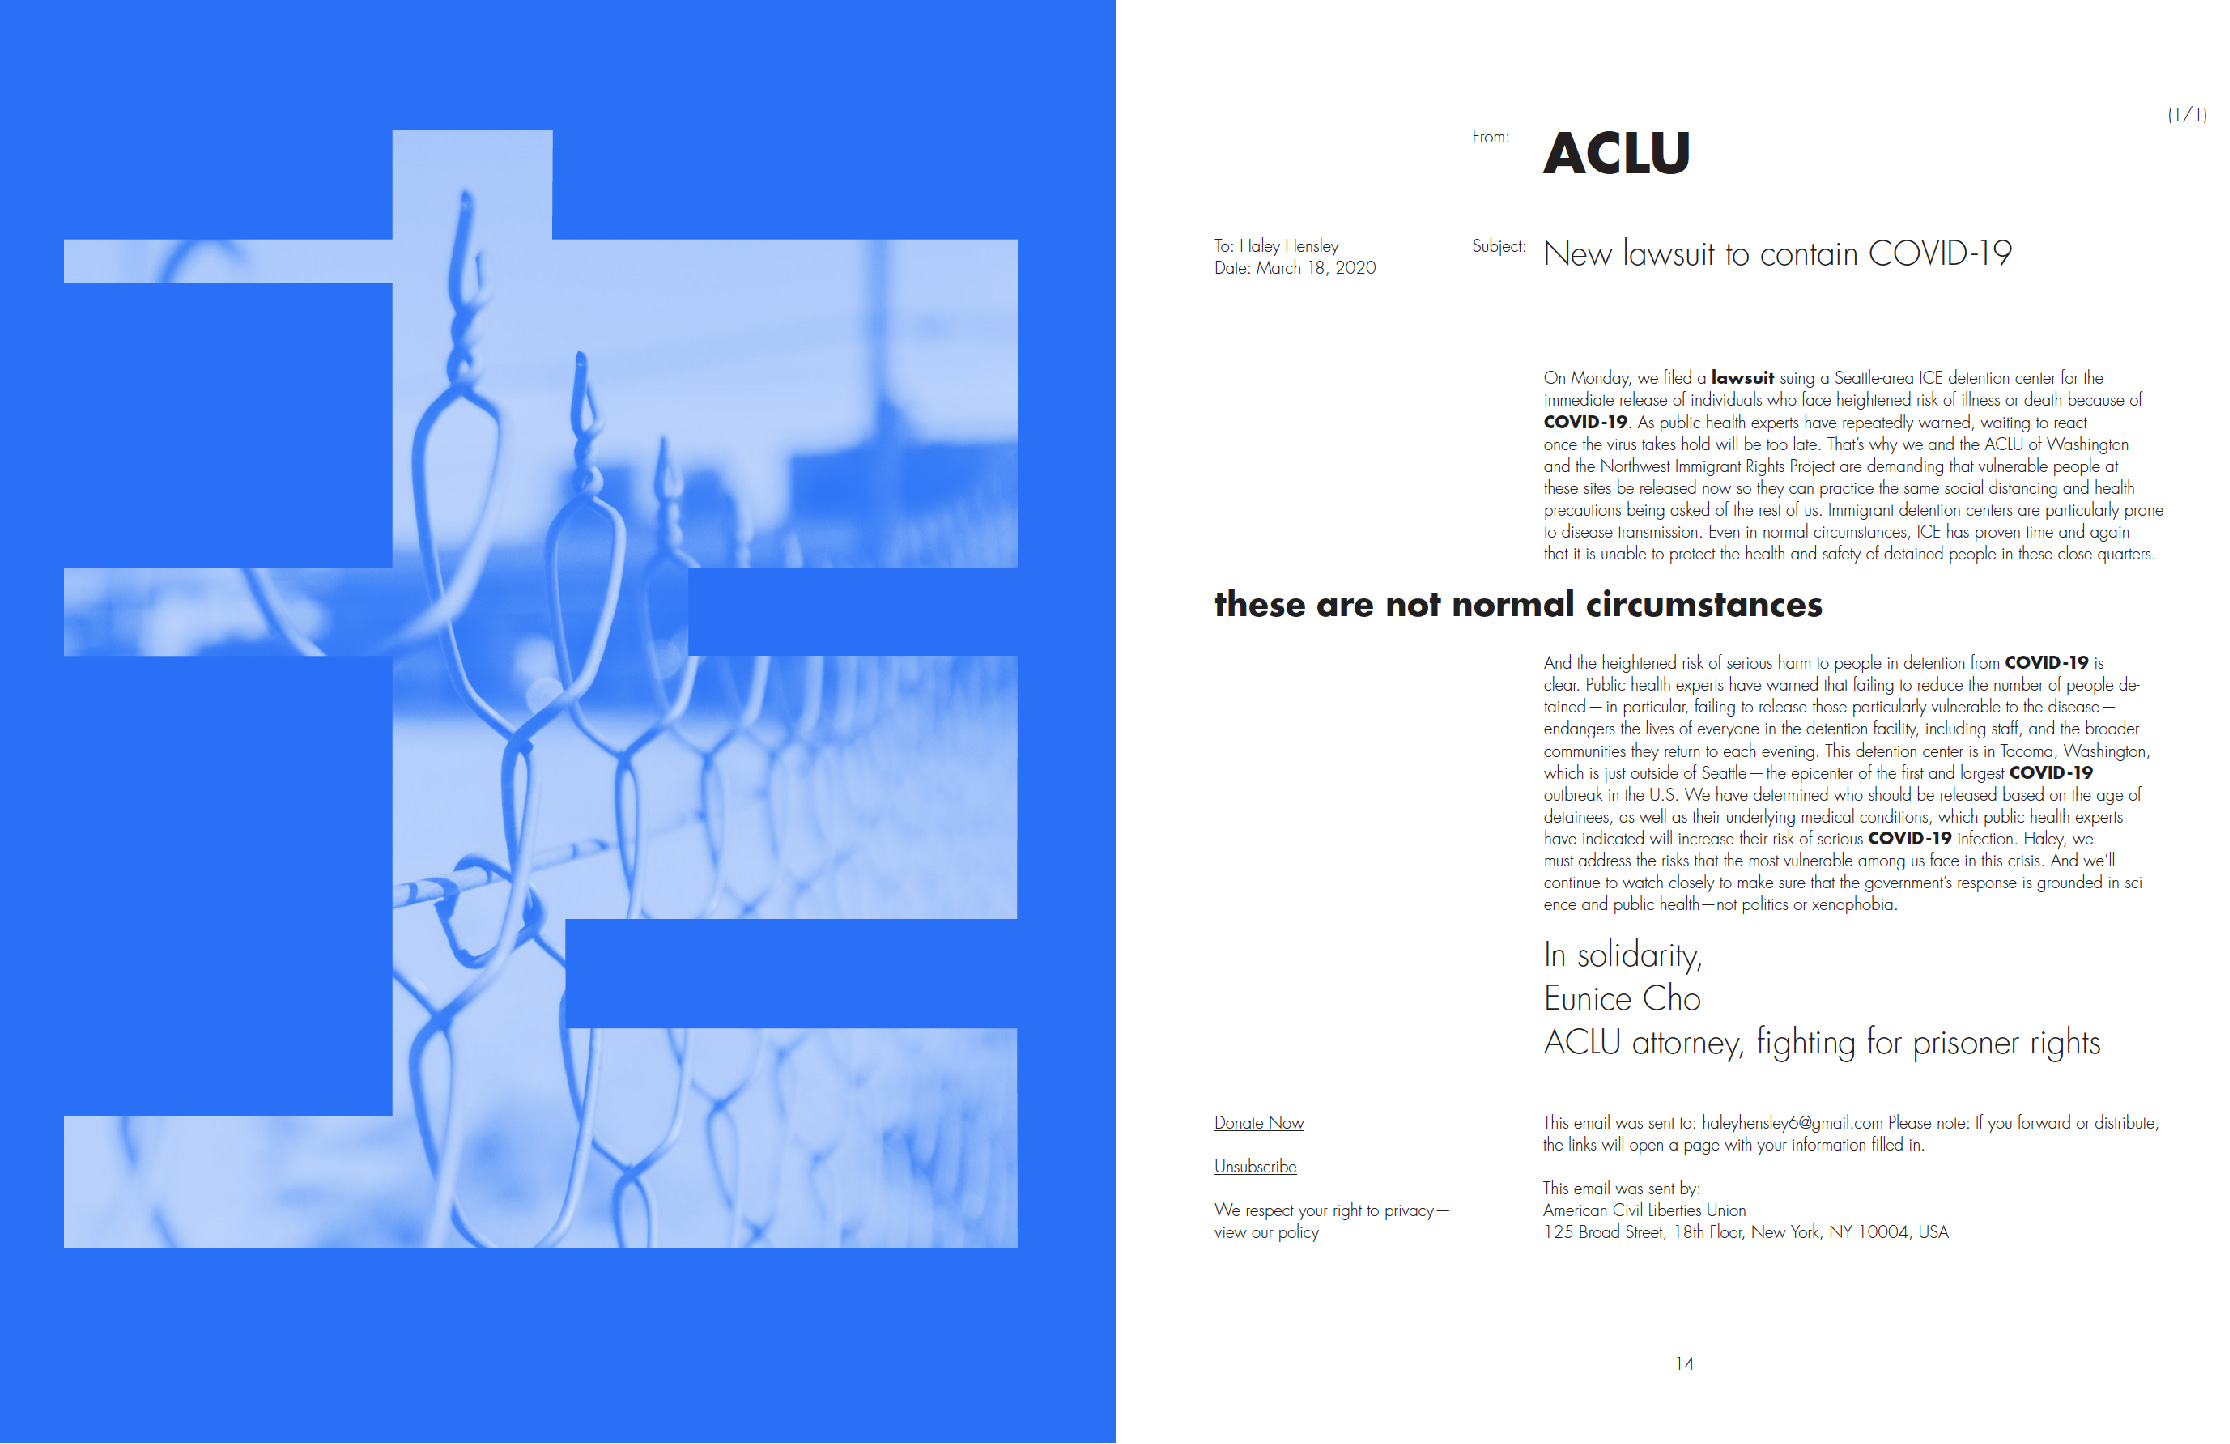 (1/1)
From:
ACLU
To: Haley Hensley
Date: March 18, 2020
Subject:
New lawsuit to contain COVID-19
On Monday, we filed a lawsuit suing a Seattle-area ICE detention center for the
immediate release of individuals who face heightened risk of illness or death because of
COVID-19. As public health experts have repeatedly warned, waiting to react
once the virus takes hold will be too late. That's why we and the ACLU of Washington
and the Northwest Immigrant Rights Project are demanding that vulnerable people at
these sites be released now so they can practice the same social distancing and health
precautions being asked of the rest of us. Immigrant detention centers are particularly prone
to disease transmission. Even in normal circumstances, ICE has proven time and again
that it is unable to protect the health and safety of detained people in these close quarters.
these are not normal circumstances
And the heightened risk of serious harm to people in detention from COVID-19 is
clear. Public health experts have warned that failing to reduce the number of people de-
tained — in particular, failing to release those particularly vulnerable to the disease —
endangers the lives of everyone in the detention facility, including staff, and the broader
communities they return to each evening. This detention center is in Tacoma, Washington,
which is just outside of Seattle — the epicenter of the first and largest COVID-19
outbreak in the U.S. We have determined who should be released based on the age of
detainees, as well as their underlying medical conditions, which public health experts
have indicated will increase their risk of serious COVID-19 infection. Haley, we
must address the risks that the most vulnerable among us face in this crisis. And we'll
continue to watch closely to make sure that the government's response is grounded in sci
ence and public health—not politics or xenophobia.
In solidarity,
Eunice Cho
ACLU attorney, fighting for prisoner rights
Donate Now
Unsubscribe
We respect your right to privacy—
view our policy
This email was sent to: haleyhensley6@gmail.com Please note: If you forward or distribute,
the links will open a page with your information filled in.
This email was sent by:
American Civil Liberties Union
125 Broad Street, 18th Floor, New York, NY 10004, USA
14